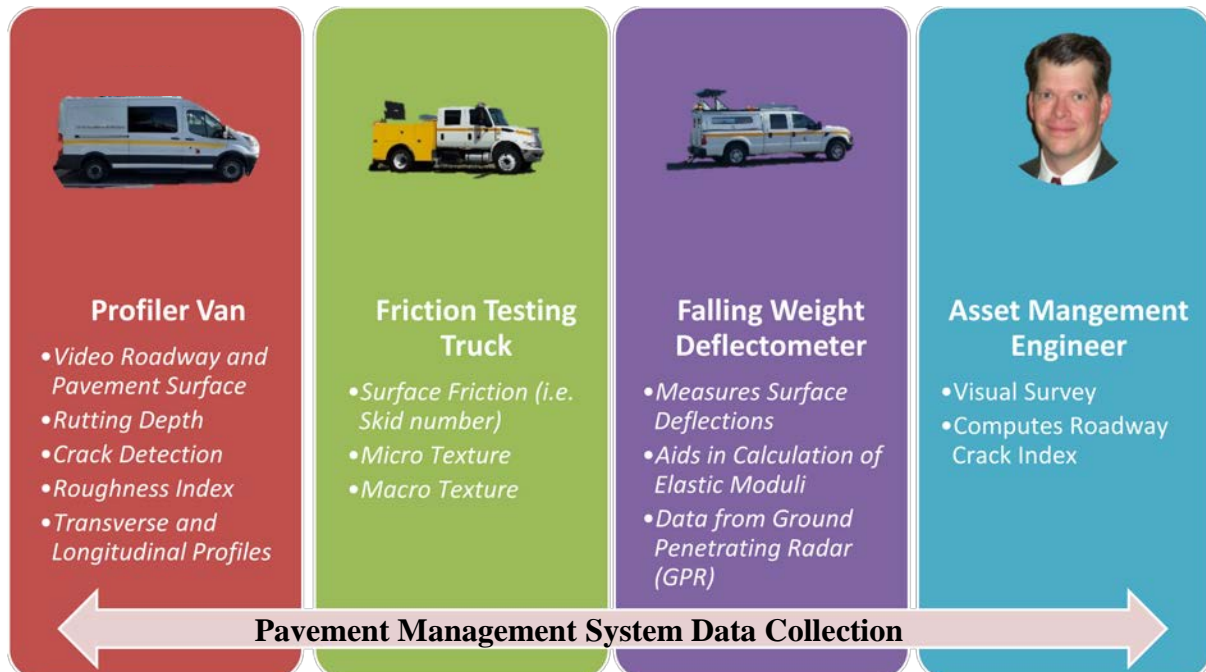 Profiler Van
•Video Roadway and
Pavement Surface
•Rutting Depth
•Crack Detection
•Roughness Index
•Transverse and
Longitudinal Profiles
Friction Testing
Truck
•Surface Friction (i.e.
Skid number)
•Micro Texture
•Macro Texture
Falling Weight
Deflectometer
•Measures Surface
Deflections
•Aids in Calculation of
Elastic Moduli
•Data from Ground
Penetrating Radar
(GPR)
Asset Mangement
Engineer
•Visual Survey
•Computes Roadway
Crack Index
Pavement Management System Data Collection